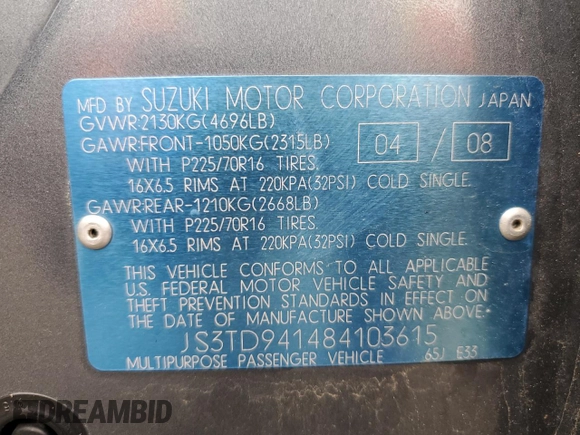 MFD BY SUZUKI MOTOR CORPORATION JAPAN
GVWR:2130KG(4696LB)
GAWR:FRONT-1050KG(2315LB) 04 / 08
WITH P225/70R16 TIRES.
16X6.5 RIMS AT 220KPA(32PSI) COLD SINGLE.
GAWR:REAR-1210KG(2668LB)
WITH P225/70R16 TIRES.
16X6.5 RIMS AT 220KPA(32PSI) COLD SINGLE.
THIS VEHICLE CONFORMS TO ALL APPLICABLE
U.S. FEDERAL MOTOR VEHICLE SAFETY AND
THEFT PREVENTION STANDARDS IN EFFECT ON
THE DATE OF MANUFACTURE SHOWN ABOVE.
JS3TD941484103615
MULTIPURPOSE PASSENGER VEHICLE 65J E33
DREAMBID